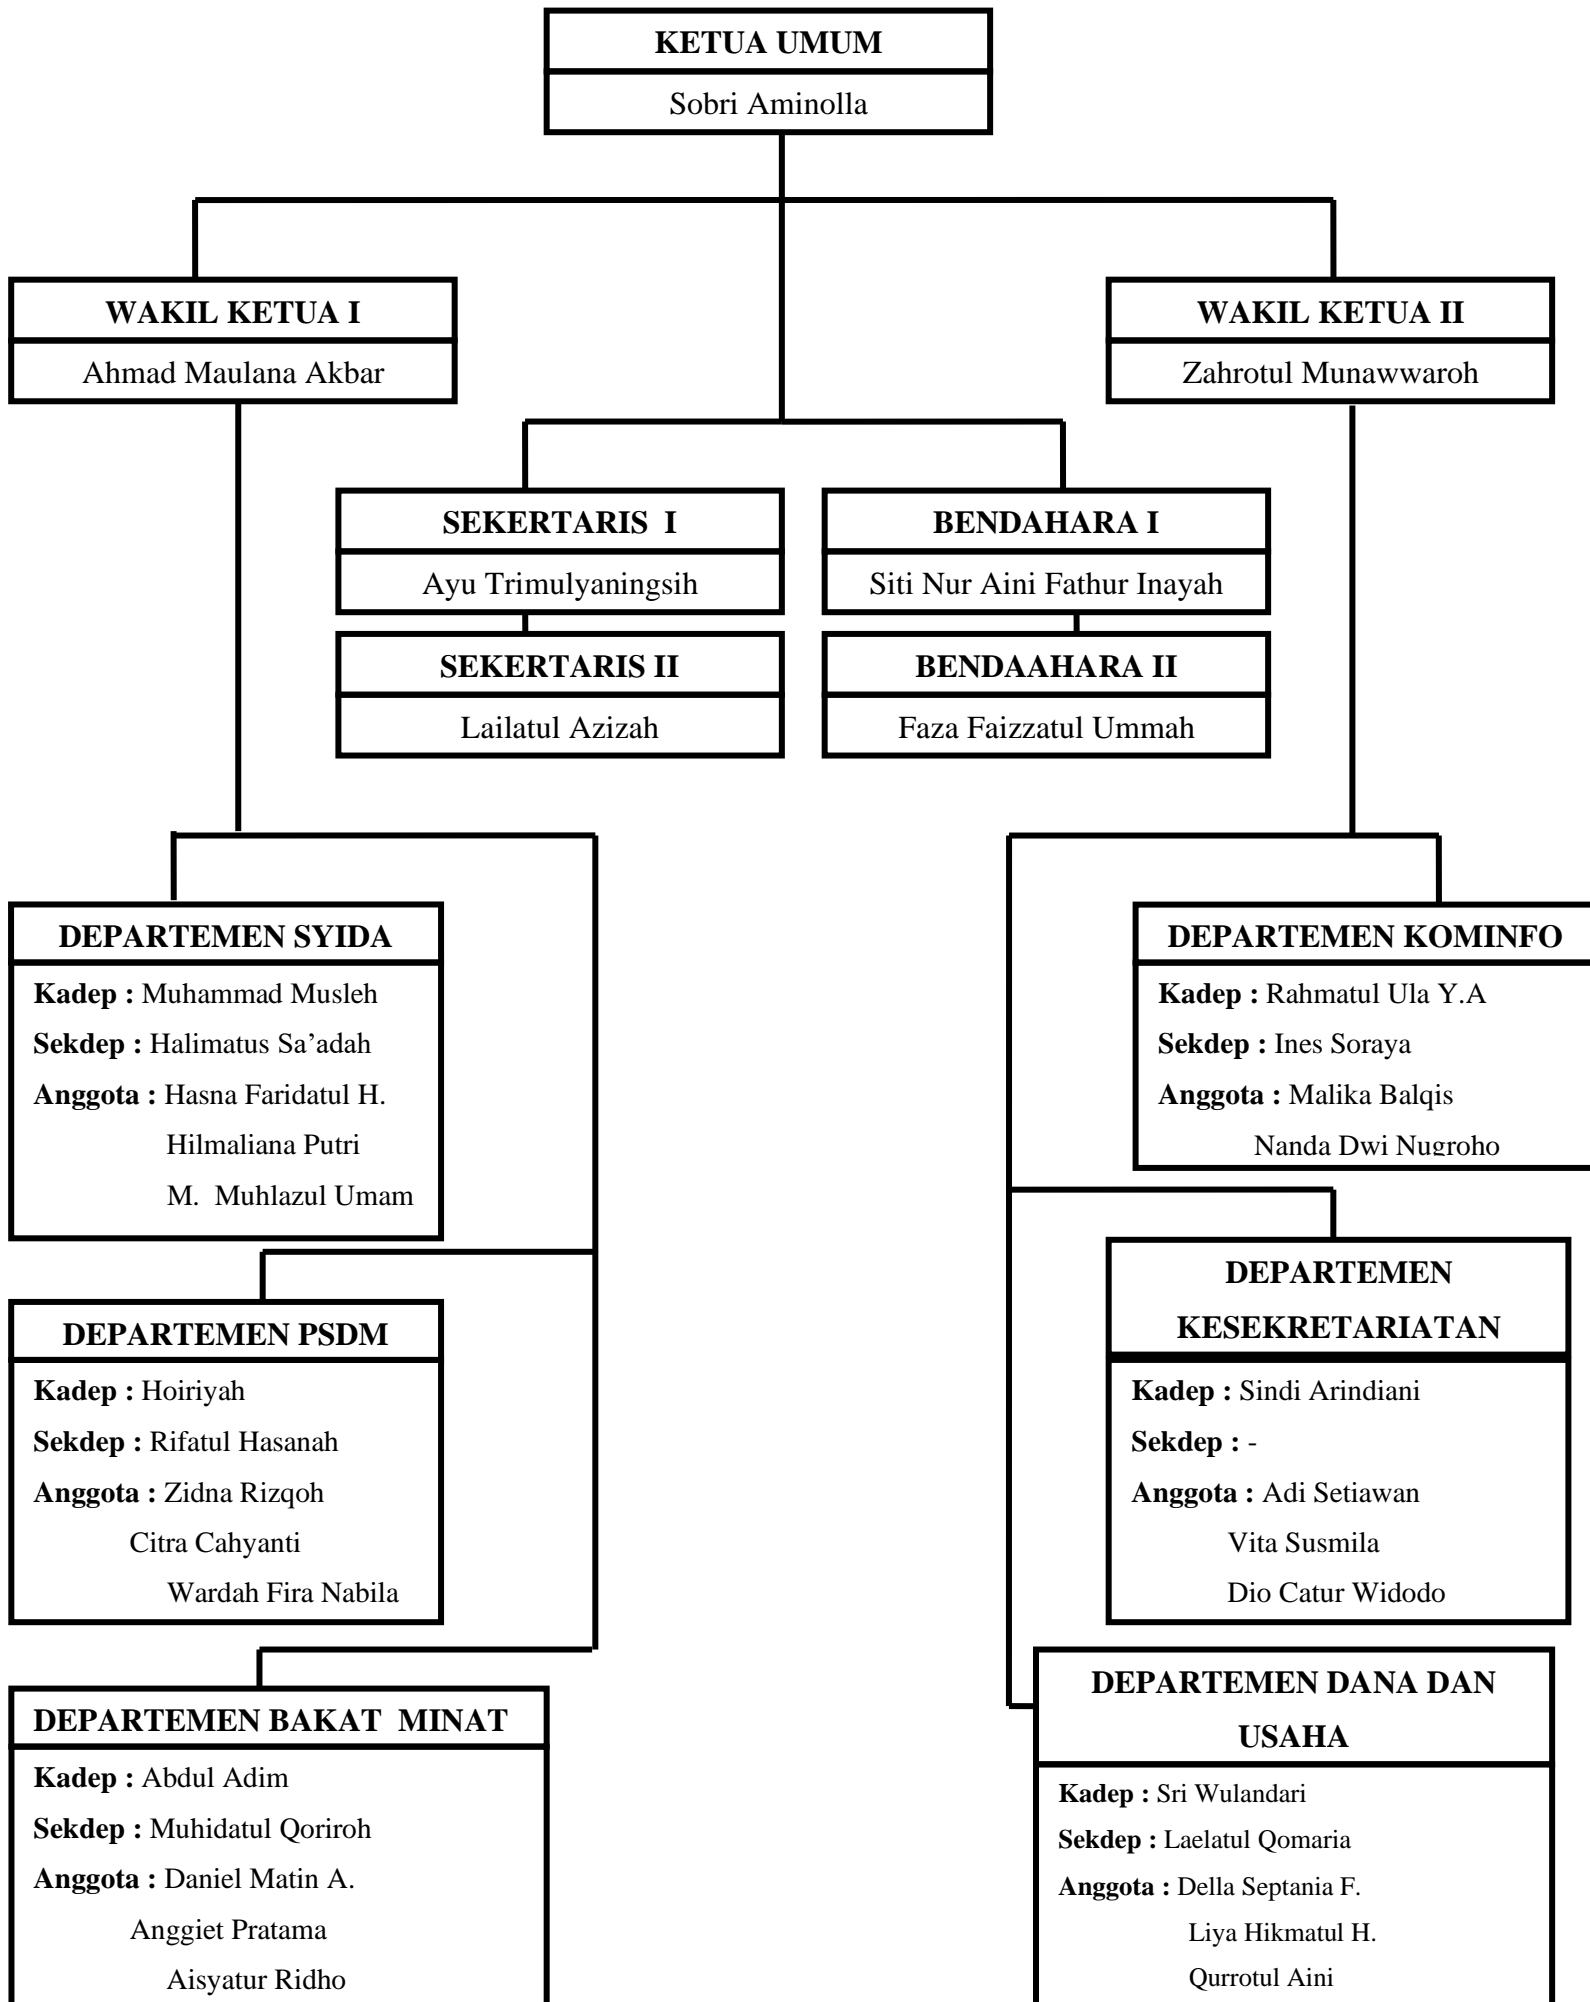 KETUA UMUM
Sobri Aminolla
WAKIL KETUA I
Ahmad Maulana Akbar
WAKIL KETUA II
Zahrotul Munawwaroh
SEKERTARIS  I
Ayu Trimulyaningsih
BENDAHARA I
Siti Nur Aini Fathur Inayah
SEKERTARIS II
Lailatul Azizah
BENDAAHARA II
Faza Faizzatul Ummah
DEPARTEMEN SYIDA
Kadep : Muhammad Musleh
Sekdep : Halimatus Sa’adah
Anggota : Hasna Faridatul H.
Hilmaliana Putri
M.  Muhlazul Umam
DEPARTEMEN KOMINFO
Kadep : Rahmatul Ula Y.A
Sekdep : Ines Soraya
Anggota : Malika Balqis
Nanda Dwi Nugroho
DEPARTEMEN PSDM
Kadep : Hoiriyah
Sekdep : Rifatul Hasanah
Anggota : Zidna Rizqoh
Citra Cahyanti
Wardah Fira Nabila
DEPARTEMEN
KESEKRETARIATAN
Kadep : Sindi Arindiani
Sekdep : -
Anggota : Adi Setiawan
Vita Susmila
Dio Catur Widodo
DEPARTEMEN BAKAT  MINAT
Kadep : Abdul Adim
Sekdep : Muhidatul Qoriroh
Anggota : Daniel Matin A.
Anggiet Pratama
Aisyatur Ridho
DEPARTEMEN DANA DAN
USAHA
Kadep : Sri Wulandari
Sekdep : Laelatul Qomaria
Anggota : Della Septania F.
Liya Hikmatul H.
Qurrotul Aini